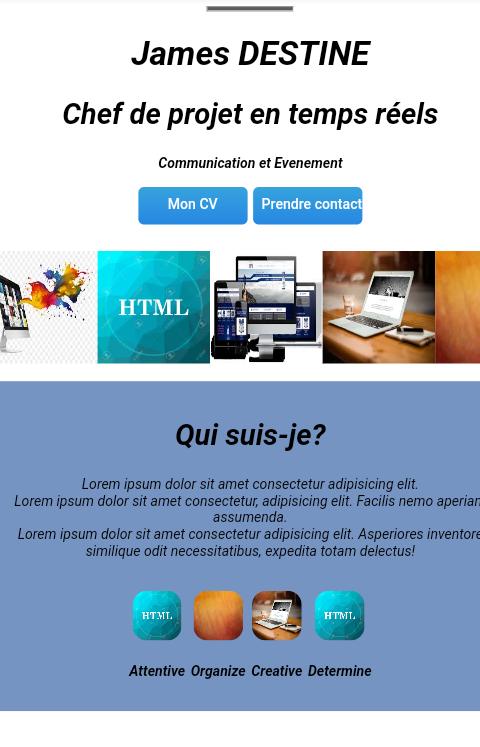 James DESTINE
Chef de projet en temps réels
Communication et Evenement
Mon CV
Prendre contact
HTML
Qui suis-je?
Lorem ipsum dolor sit amet consectetur adipisicing elit.
Lorem ipsum dolor sit amet consectetur, adipisicing elit. Facilis nemo aperian
assumenda.
Lorem ipsum dolor sit amet consectetur adipisicing elit. Asperiores inventore
similique odit necessitatibus, expedita totam delectus!
HTML
HTML
Attentive Organize Creative Determine